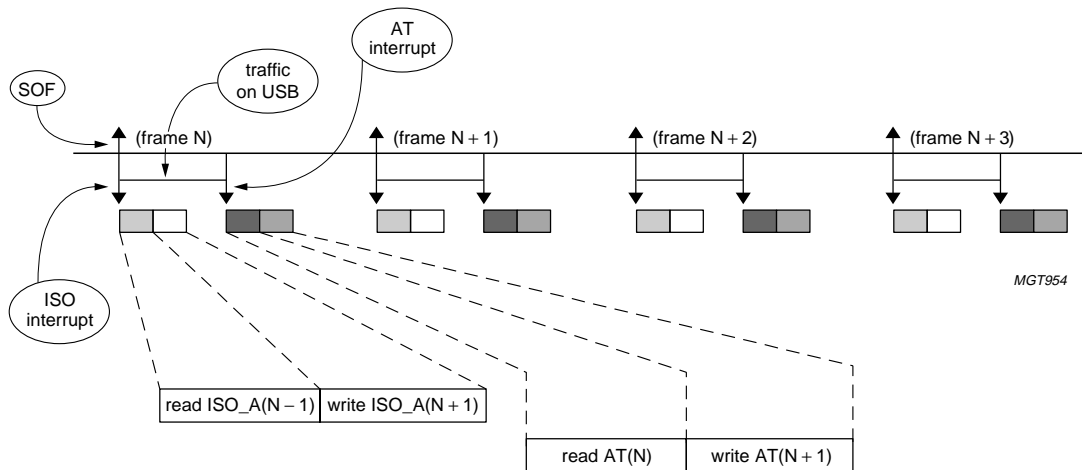 AT
interrupt
traffic
on USB
SOF
(frame N)
(frame N + 1)
(frame N + 2)
(frame N + 3)
MGT954
ISO
interrupt
read ISO_A(N − 1)
write ISO_A(N + 1)
read AT(N)
write AT(N + 1)